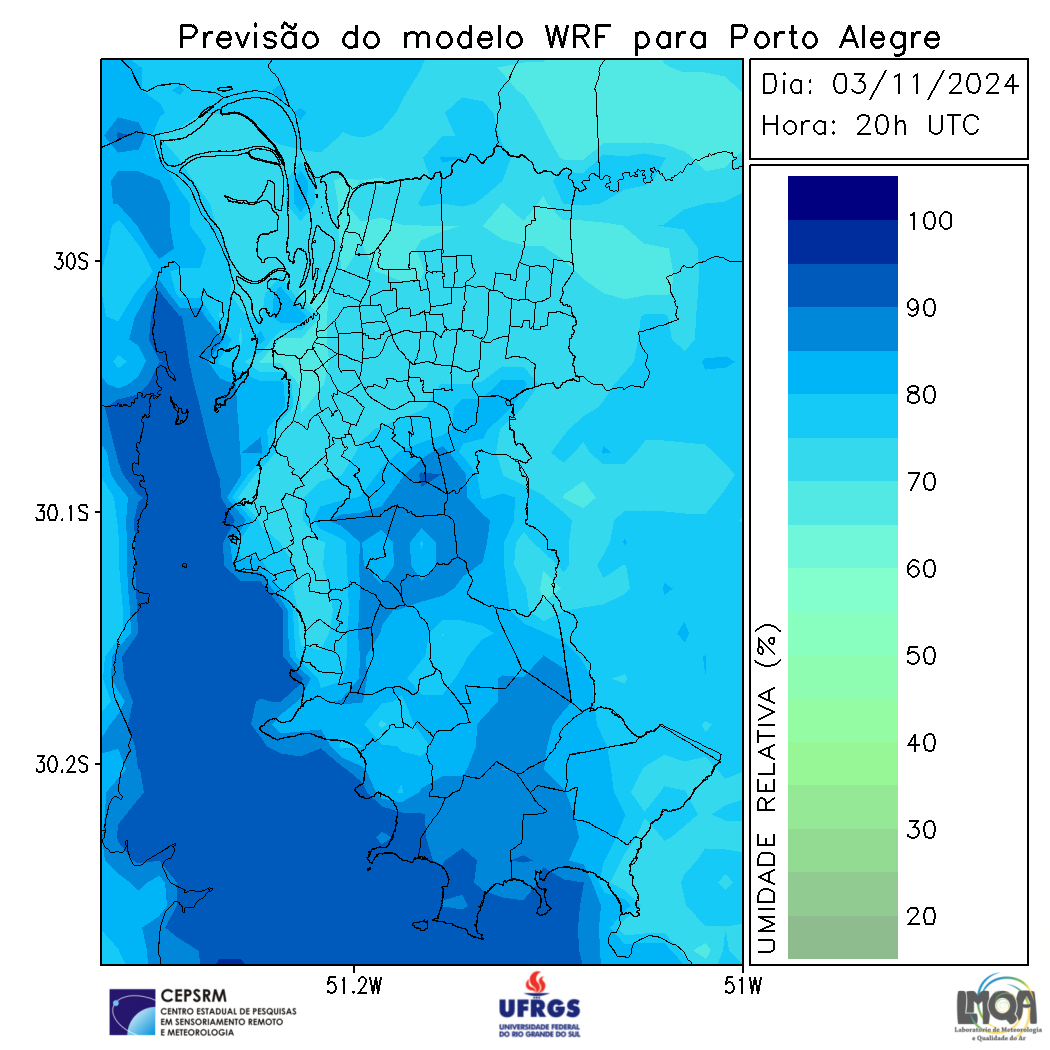 Previsão do modelo WRF para Porto Alegre
Dia: 03/11/2024
Hora: 20h UTC
100
90
80
70
60
50
40
30
20
UMIDADE RELATIVA (%)
30S
30.1S
30.2S
51.2W
51W
CEPSRM
CENTRO ESTADUAL DE PESQUISAS
EM SENSORIAMENTO REMOTO
E METEOROLOGIA
UFRGS
UNIVERSIDADE FEDERAL
DO RIO GRANDE DO SUL
LMQA
Laboratório de Meteorologia
e Qualidade do Ar